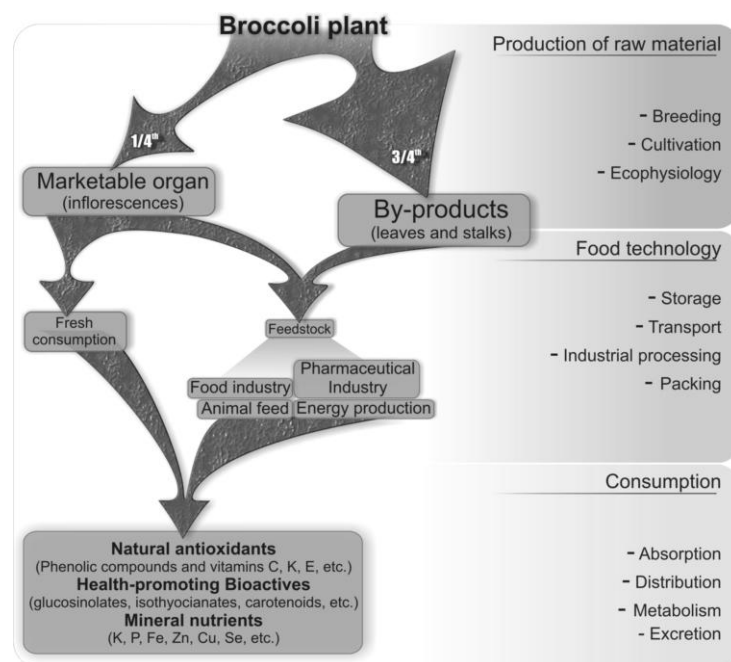 Broccoli plant
1/4th
3/4th
Marketable organ
(inflorescences)
By-products
(leaves and stalks)
Fresh
consumption
Feedstock
Food industry
Pharmaceutical
Industry
Animal feed
Energy production
Natural antioxidants
(Phenolic compounds and vitamins C, K, E, etc.)
Health-promoting Bioactives
(glucosinolates, isothyocianates, carotenoids, etc.)
Mineral nutrients
(K, P, Fe, Zn, Cu, Se, etc.)
Production of raw material
- Breeding
- Cultivation
- Ecophysiology
Food technology
- Storage
- Transport
- Industrial processing
- Packing
Consumption
- Absorption
- Distribution
- Metabolism
- Excretion